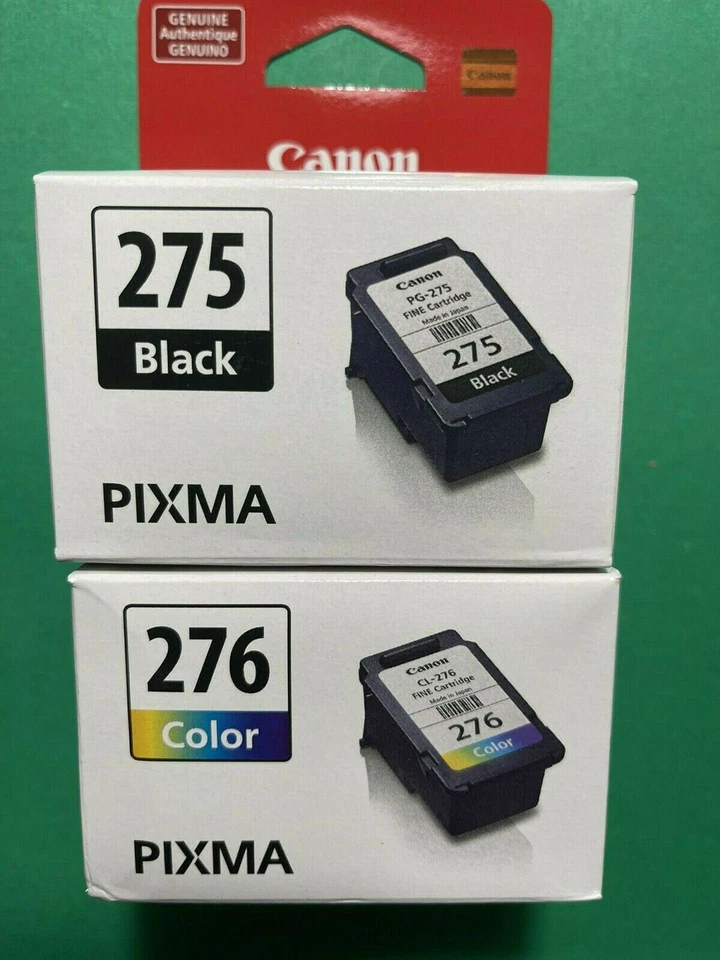 GENUINE
Authentique
GENUINO
Canon
Canon
275
Black
PIXMA
Canon
PG-275
FINE Cartridge
Made in Japan
275
Black
276
Color
PIXMA
Canon
CL-276
FINE Cartridge
Made in Japan
276
Color